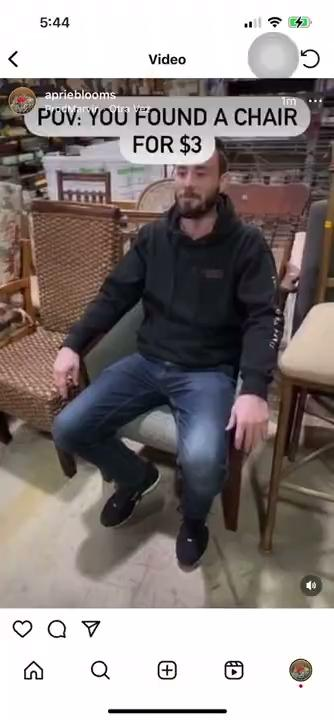 5:44
Video
aprieblooms
1m
POV: YOU FOUND A CHAIR
FOR $3